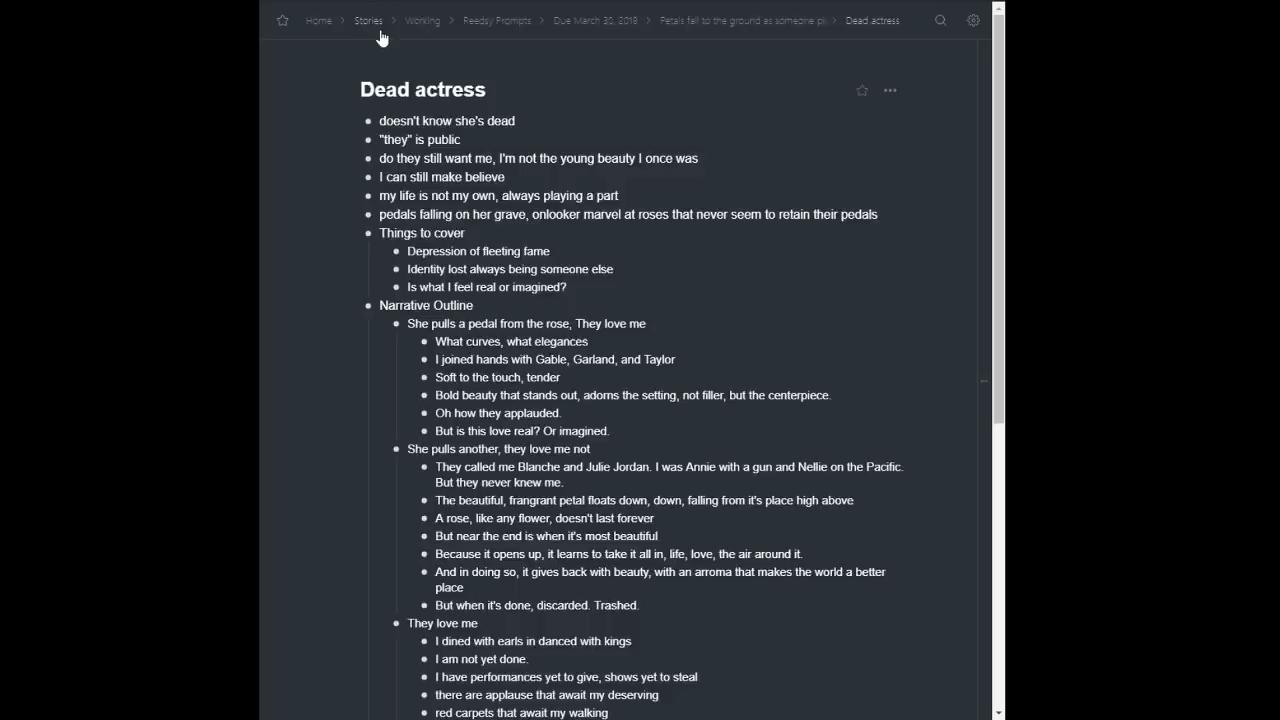 Home > Stories > Working > Reedsy Prompts > Due March 30, 2018 > Petals fall to the ground as someone pl > Dead actress
Dead actress
doesn't know she's dead
"they" is public
do they still want me, I'm not the young beauty I once was
I can still make believe
my life is not my own, always playing a part
pedals falling on her grave, onlooker marvel at roses that never seem to retain their pedals
Things to cover
Depression of fleeting fame
Identity lost always being someone else
Is what I feel real or imagined?
Narrative Outline
She pulls a pedal from the rose, They love me
What curves, what elegances
I joined hands with Gable, Garland, and Taylor
Soft to the touch, tender
Bold beauty that stands out, adorns the setting, not filler, but the centerpiece.
Oh how they applauded.
But is this love real? Or imagined.
She pulls another, they love me not
They called me Blanche and Julie Jordan. I was Annie with a gun and Nellie on the Pacific.
But they never knew me.
The beautiful, frangrant petal floats down, down, falling from it's place high above
A rose, like any flower, doesn't last forever
But near the end is when it's most beautiful
Because it opens up, it learns to take it all in, life, love, the air around it.
And in doing so, it gives back with beauty, with an arroma that makes the world a better
place
But when it's done, discarded. Trashed.
They love me
I dined with earls in danced with kings
I am not yet done.
I have performances yet to give, shows yet to steal
there are applause that await my deserving
red carpets that await my walking